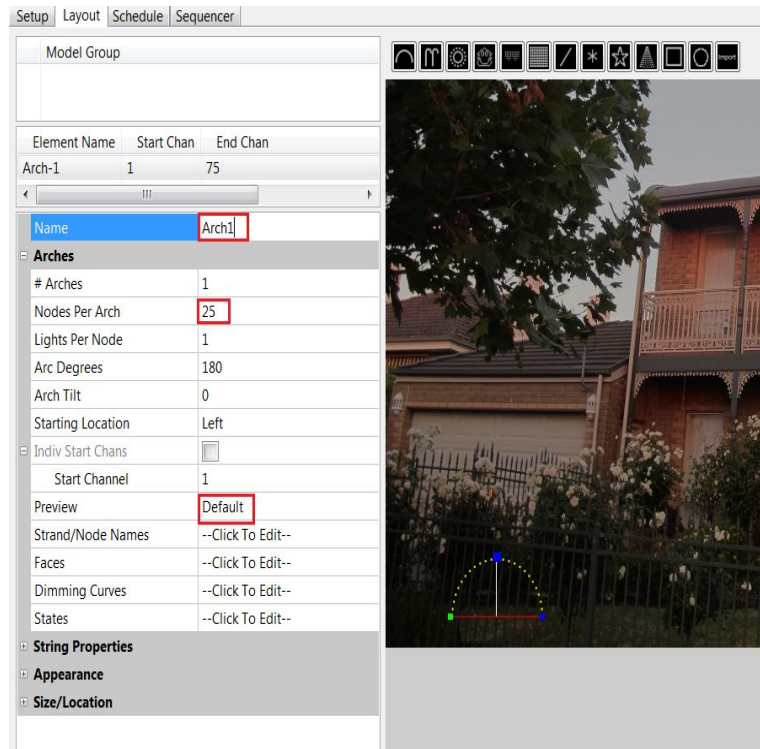 Setup Layout Schedule Sequencer
Model Group
Import
Element Name Start Chan End Chan
Arch-1 1 75
Name Arch1
Arches
# Arches 1
Nodes Per Arch 25
Lights Per Node 1
Arc Degrees 180
Arch Tilt 0
Starting Location Left
Indiv Start Chans
Start Channel 1
Preview Default
Strand/Node Names --Click To Edit--
Faces --Click To Edit--
Dimming Curves --Click To Edit--
States --Click To Edit--
String Properties
Appearance
Size/Location